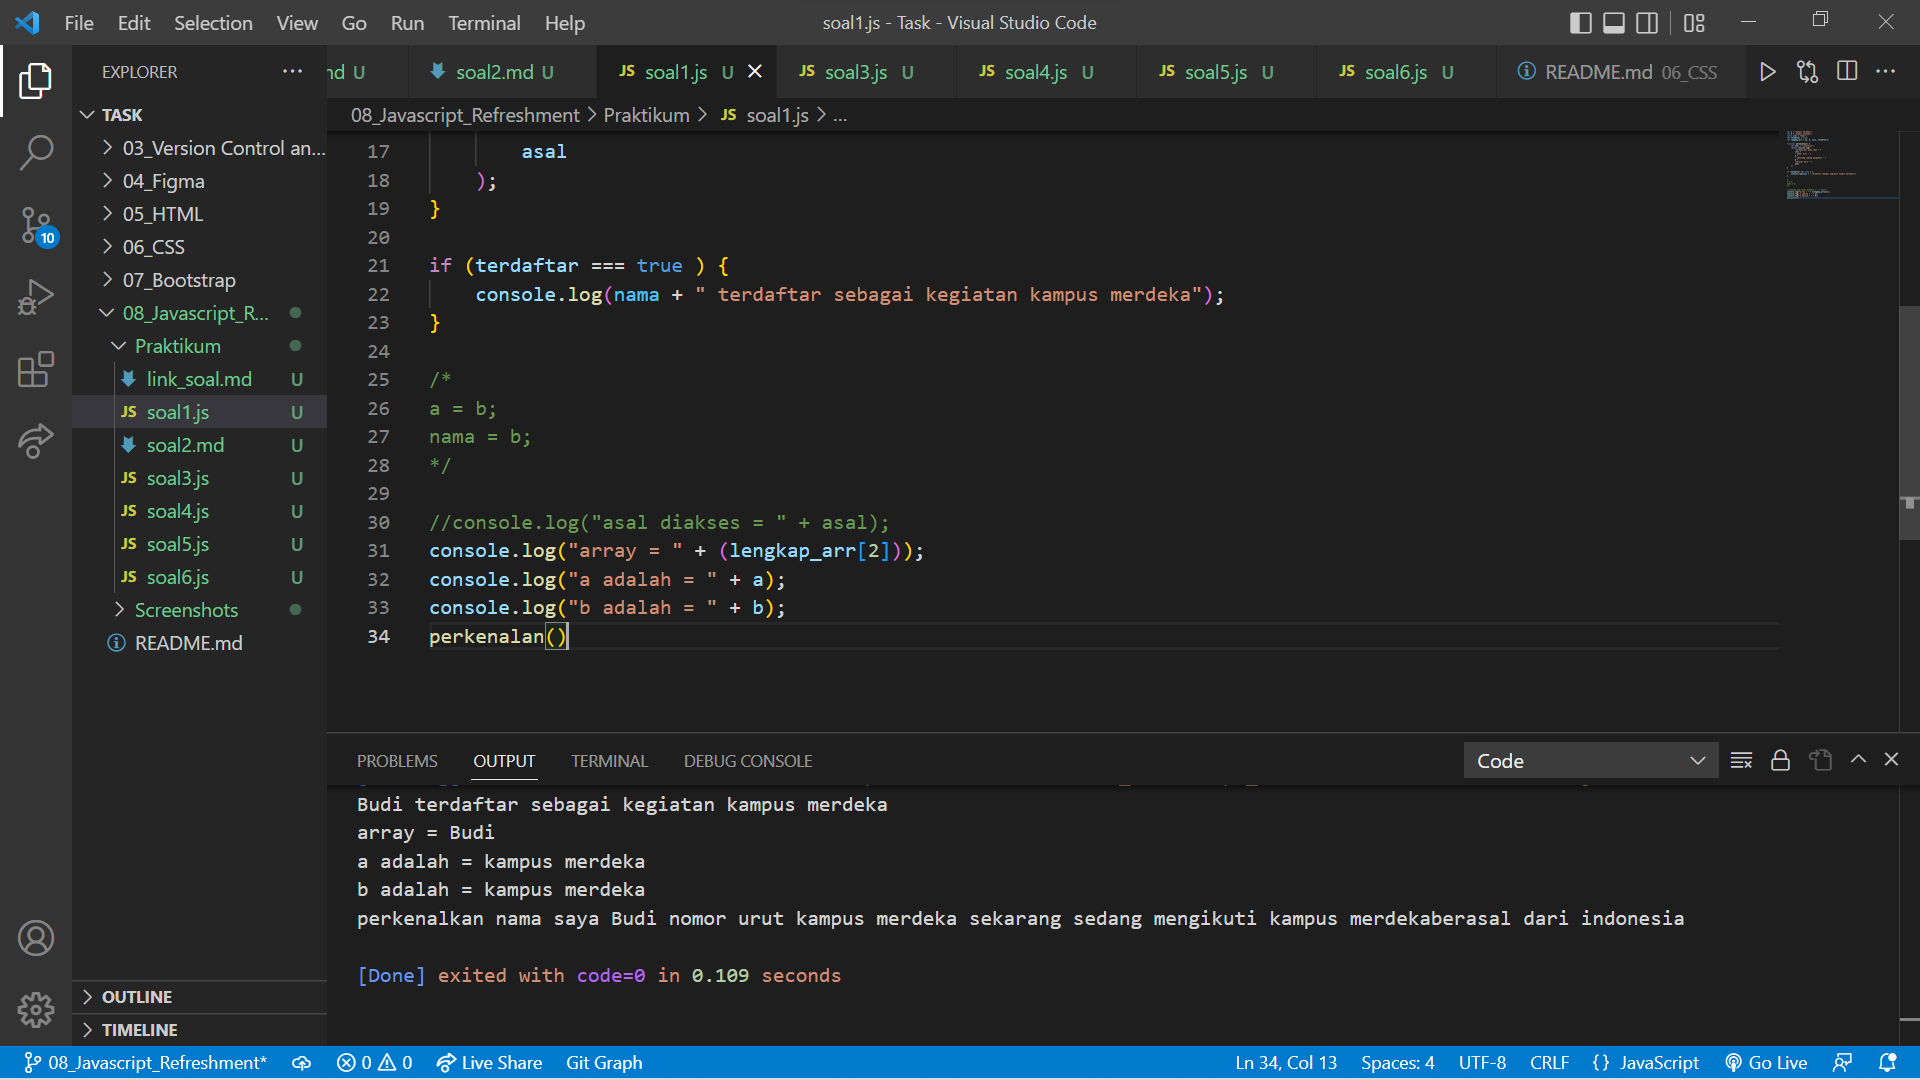 File Edit Selection View Go Run Terminal Help
soal1.js - Task - Visual Studio Code
EXPLORER
TASK
03_Version Control an...
04_Figma
05_HTML
06_CSS
07_Bootstrap
08_Javascript_R...
Praktikum
link_soal.md U
JS soal1.js U
soal2.md U
JS soal3.js U
JS soal4.js U
JS soal5.js U
JS soal6.js U
Screenshots
README.md
OUTLINE
TIMELINE
10
nd U
soal2.md U
JS soal1.js U
JS soal3.js U
JS soal4.js U
JS soal5.js U
JS soal6.js U
README.md 06_CSS
08_Javascript_Refreshment > Praktikum > JS soal1.js > ...
17 asal
18 );
19 }
20
21 if (terdaftar === true ) {
22 console.log(nama + " terdaftar sebagai kegiatan kampus merdeka");
23 }
24
25 /*
26 a = b;
27 nama = b;
28 */
29
30 //console.log("asal diakses = " + asal);
31 console.log("array = " + (lengkap_arr[2]));
32 console.log("a adalah = " + a);
33 console.log("b adalah = " + b);
34 perkenalan()
PROBLEMS OUTPUT TERMINAL DEBUG CONSOLE
Code
Budi terdaftar sebagai kegiatan kampus merdeka
array = Budi
a adalah = kampus merdeka
b adalah = kampus merdeka
perkenalkan nama saya Budi nomor urut kampus merdeka sekarang sedang mengikuti kampus merdekaberasal dari indonesia
[Done] exited with code=0 in 0.109 seconds
08_Javascript_Refreshment* 0 0 Live Share Git Graph
Ln 34, Col 13 Spaces: 4 UTF-8 CRLF {} JavaScript Go Live